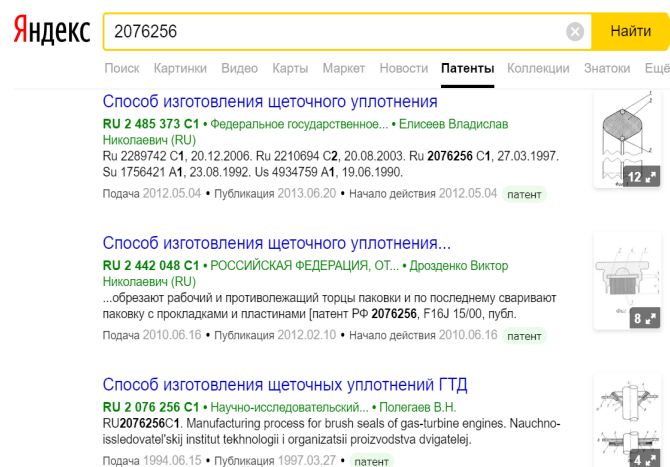 Яндекс 2076256 Найти
Поиск Картинки Видео Карты Маркет Новости Патенты Коллекции Знатоки Ещё
Способ изготовления щеточного уплотнения
RU 2 485 373 C1 • Федеральное государственное... • Елисеев Владислав
Николаевич (RU)
Ru 2289742 C1, 20.12.2006. Ru 2210694 C2, 20.08.2003. Ru 2076256 C1, 27.03.1997.
Su 1756421 A1, 23.08.1992. Us 4934759 A1, 19.06.1990.
12
Подача 2012.05.04 • Публикация 2013.06.20 • Начало действия 2012.05.04 патент
Способ изготовления щеточного уплотнения...
RU 2 442 048 C1 • РОССИЙСКАЯ ФЕДЕРАЦИЯ, ОТ... • Дрозденко Виктор
Николаевич (RU)
...обрезают рабочий и противолежащий торцы паковки и по последнему сваривают
паковку с прокладками и пластинами [патент РФ 2076256, F16J 15/00, публ.
8
Подача 2010.06.16 • Публикация 2012.02.10 • Начало действия 2010.06.16 патент
Способ изготовления щеточных уплотнений ГТД
RU 2 076 256 C1 • Научно-исследовательский... • Полегаев В.Н.
RU2076256C1. Manufacturing process for brush seals of gas-turbine engines. Nauchno-
issledovatel'skij institut tekhnologii i organizatsii proizvodstva dvigatelej.
4
Подача 1994.06.15 • Публикация 1997.03.27 • патент